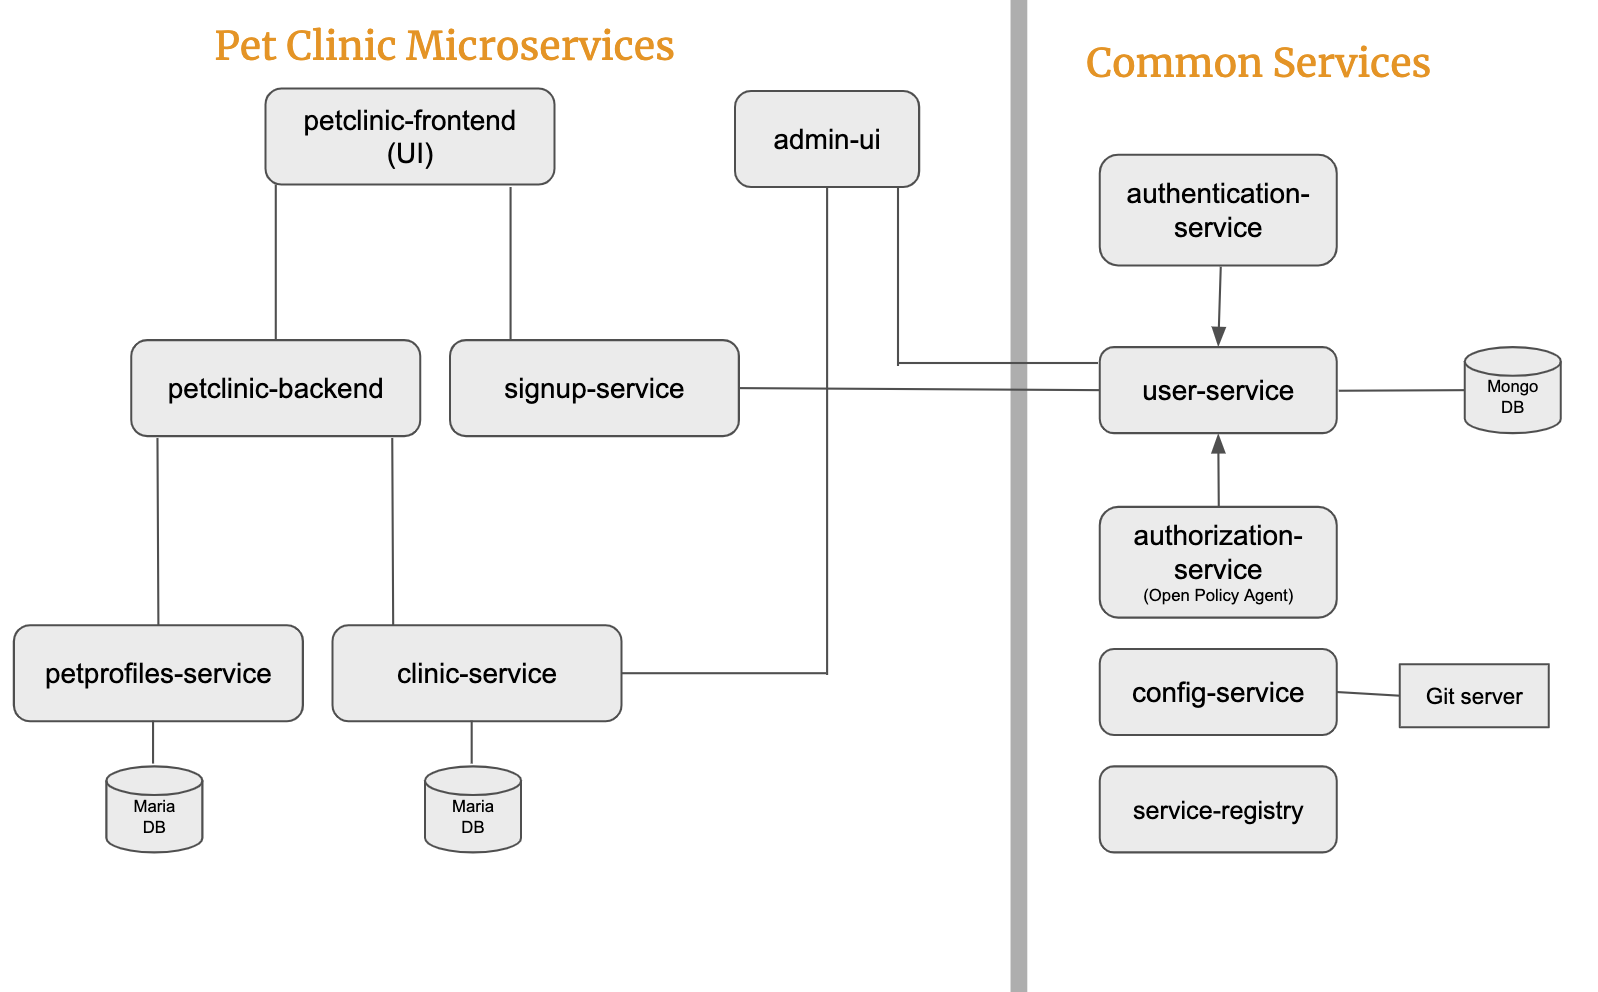 Pet Clinic Microservices
petclinic-frontend
(UI)
admin-ui
petclinic-backend
signup-service
petprofiles-service
clinic-service
Maria
DB
Maria
DB
Common Services
authentication-
service
user-service
Mongo
DB
authorization-
service
(Open Policy Agent)
config-service
Git server
service-registry